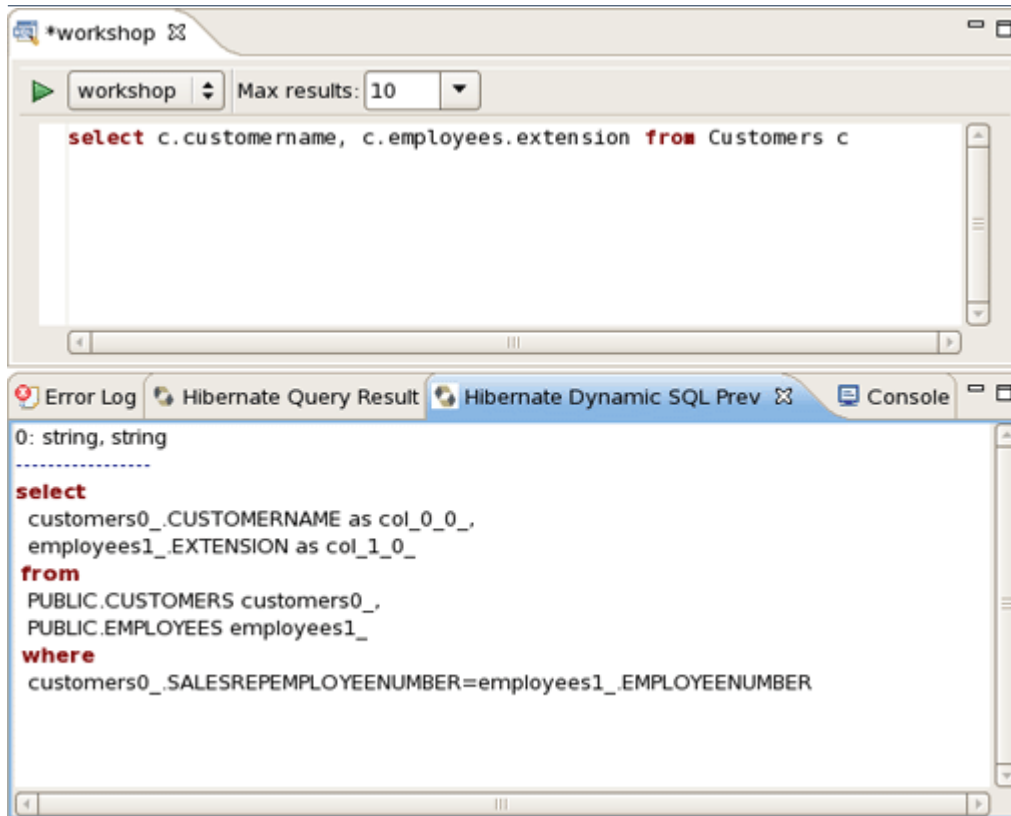 *workshop
workshop Max results: 10
select c.customername, c.employees.extension from Customers c
Error Log Hibernate Query Result Hibernate Dynamic SQL Prev Console
0: string, string
-----------------
select
customers0_.CUSTOMERNAME as col_0_0_,
employees1_.EXTENSION as col_1_0_
from
PUBLIC.CUSTOMERS customers0_,
PUBLIC.EMPLOYEES employees1_
where
customers0_.SALESREPEMPLOYEENUMBER=employees1_.EMPLOYEENUMBER